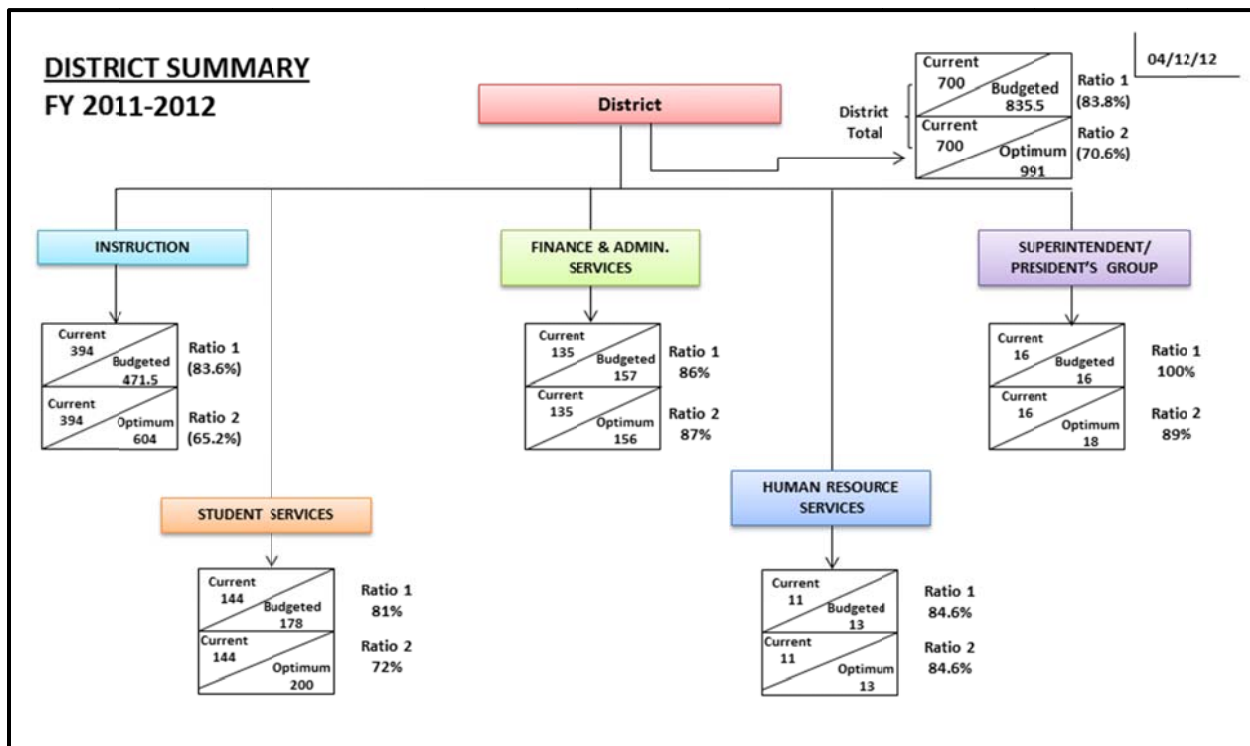 DISTRICT SUMMARY
FY 2011-2012
04/12/12
District
District
Total
Current
700
Budgeted
835.5
Ratio 1
(83.8%)
Current
700
Optimum
991
Ratio 2
(70.6%)
INSTRUCTION
Current
394
Budgeted
471.5
Ratio 1
(83.6%)
Current
394
Optimum
604
Ratio 2
(65.2%)
FINANCE & ADMIN.
SERVICES
Current
135
Budgeted
157
Ratio 1
86%
Current
135
Optimum
156
Ratio 2
87%
SUPERINTENDENT/
PRESIDENT'S GROUP
Current
16
Budgeted
16
Ratio 1
100%
Current
16
Optimum
18
Ratio 2
89%
STUDENT SERVICES
Current
144
Budgeted
178
Ratio 1
81%
Current
144
Optimum
200
Ratio 2
72%
HUMAN RESOURCE
SERVICES
Current
11
Budgeted
13
Ratio 1
84.6%
Current
11
Optimum
13
Ratio 2
84.6%